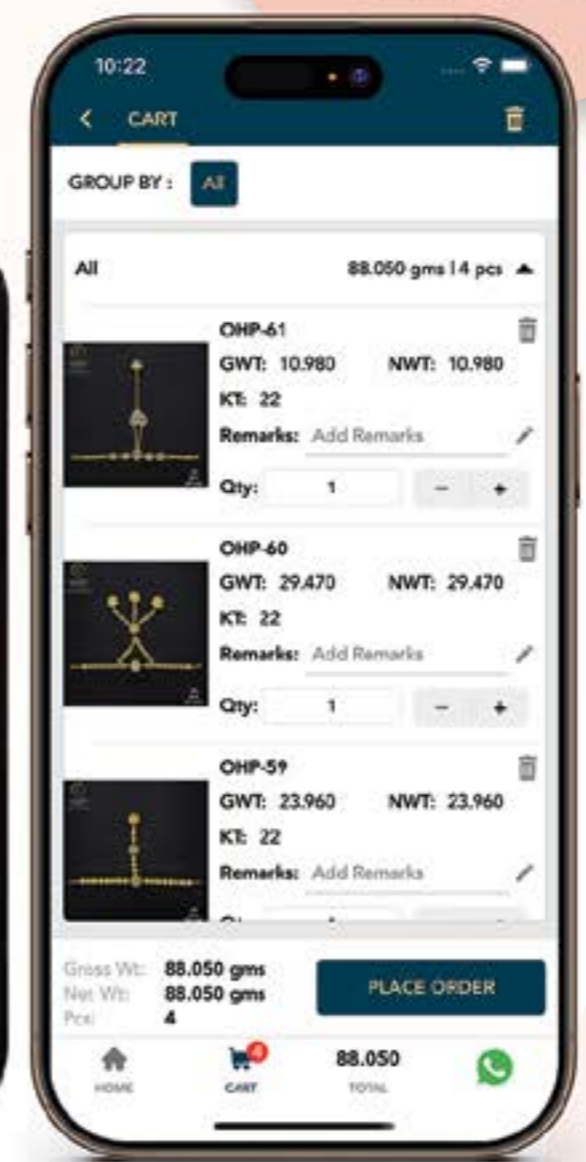 10:22
CART
GROUP BY : All
All 88.050 gms | 4 pcs
OHP-61
GWT: 10.980 NWT: 10.980
KT: 22
Remarks: Add Remarks
Qty: 1 - +
OHP-60
GWT: 29.470 NWT: 29.470
KT: 22
Remarks: Add Remarks
Qty: 1 - +
OHP-59
GWT: 23.960 NWT: 23.960
KT: 22
Remarks: Add Remarks
Gross Wt: 88.050 gms
Net Wt: 88.050 gms
Pcs: 4
PLACE ORDER
4
88.050
HOME CART TOTAL